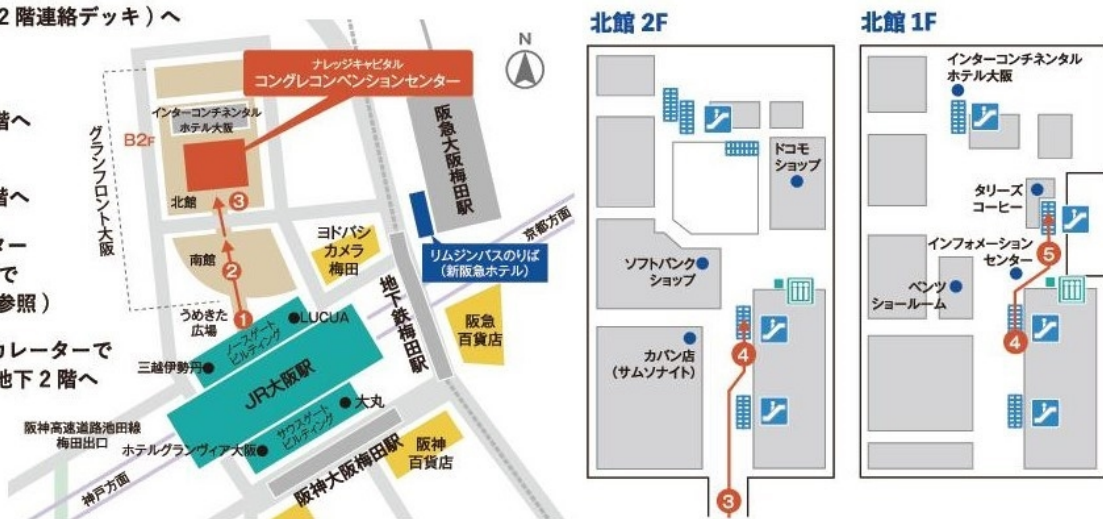 2階連絡デッキ)へ
階へ
階へ
ター
で
参照)
カレーターで
地下2階へ
N
ナレッジキャピタル
コングレコンベンションセンター
インターコンチネンタル
ホテル大阪
B2F
グランフロント大阪
北館
3
南館
2
うめきた
広場
1
ヨドバシ
カメラ
梅田
阪急大阪梅田駅
京都方面
リムジンバスのりば
(新阪急ホテル)
地下鉄梅田駅
阪急
百貨店
LUCUA
ノースゲート
ビルディング
三越伊勢丹
JR大阪駅
大丸
サウスゲート
ビルディング
ホテルグランヴィア大阪
阪神高速道路池田線
梅田出口
神戸方面
阪神大阪梅田駅
阪神
百貨店
北館 2F
ドコモ
ショップ
ソフトバンク
ショップ
カバン店
(サムソナイト)
4
3
北館 1F
インターコンチネンタル
ホテル大阪
タリーズ
コーヒー
5
インフォメーション
センター
ベンツ
ショールーム
4